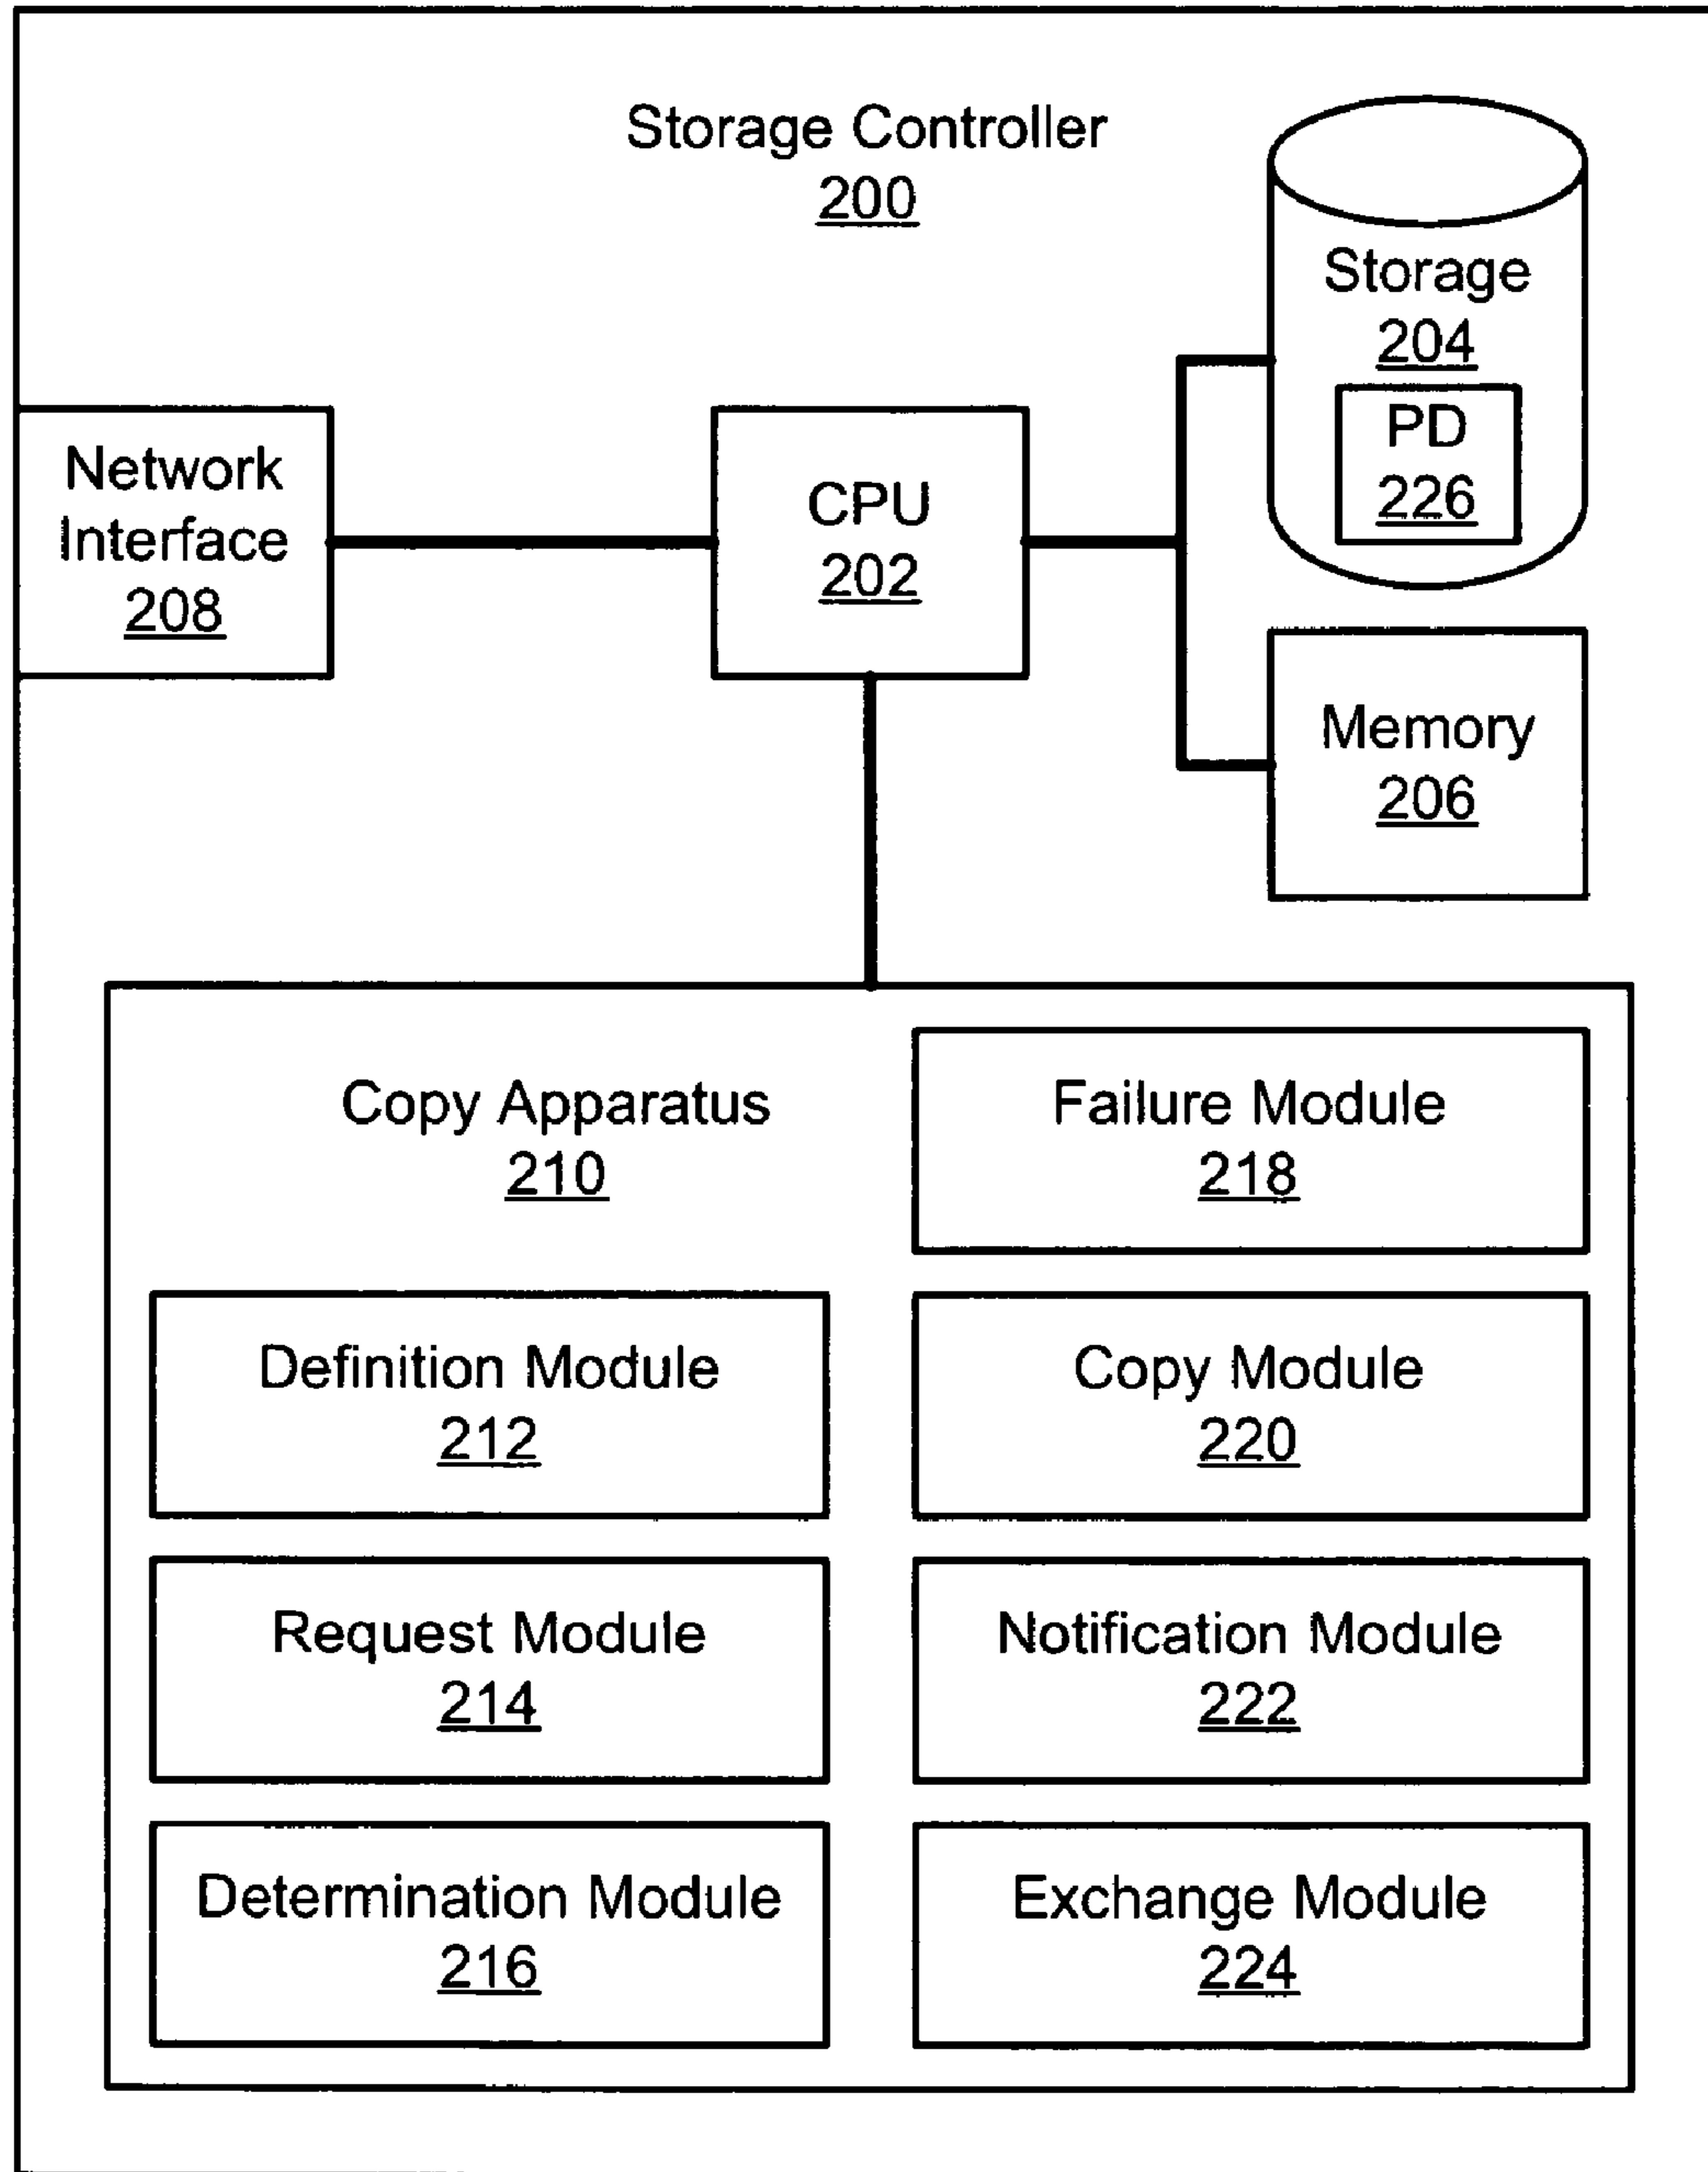 Storage Controller
200
Storage
204
PD
226
Network
Interface
208
CPU
202
Memory
206
Copy Apparatus
210
Failure Module
218
Definition Module
212
Copy Module
220
Request Module
214
Notification Module
222
Determination Module
216
Exchange Module
224